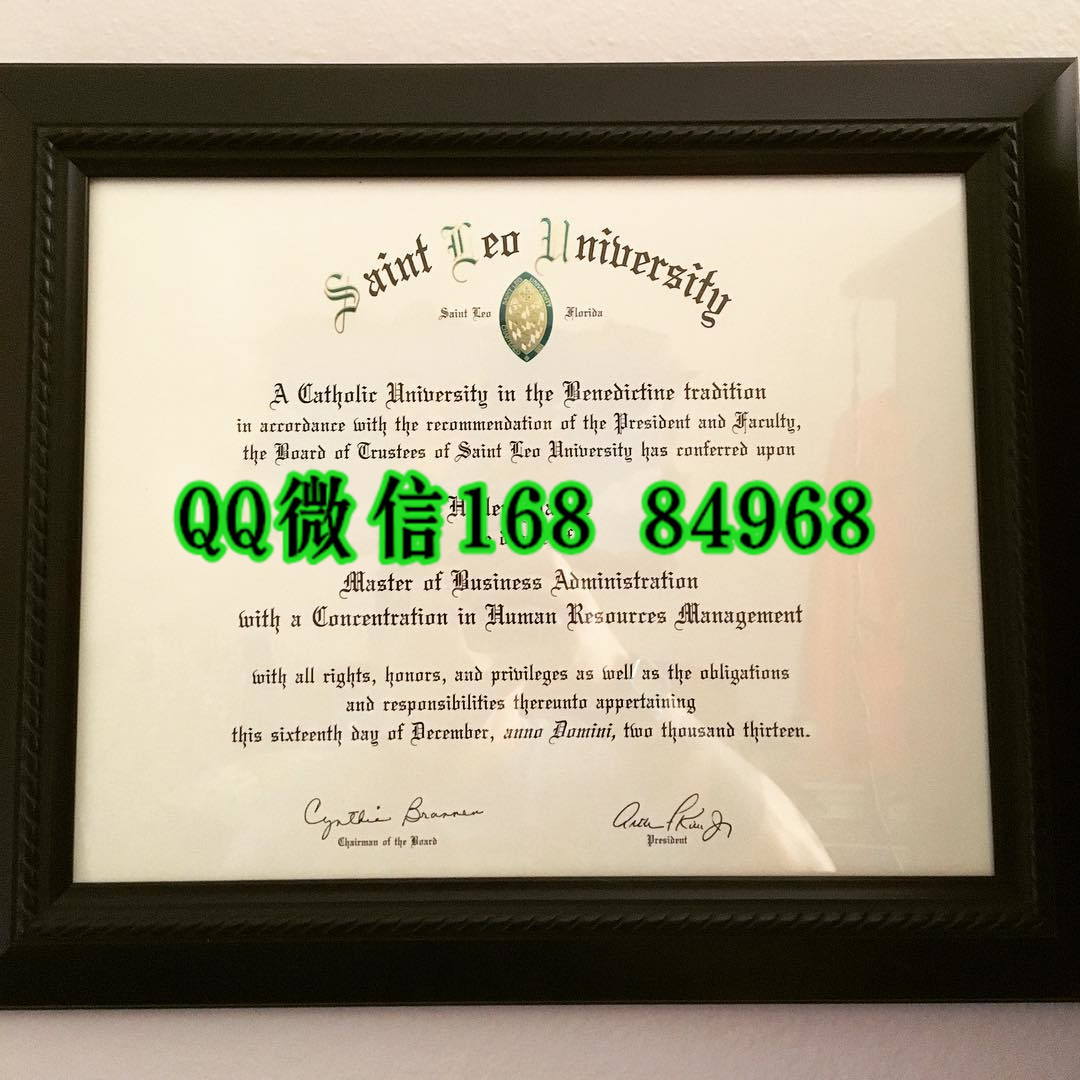 Saint Leo University
Saint Leo Florida
A Catholic University in the Benedictine tradition
in accordance with the recommendation of the President and Faculty,
the Board of Trustees of Saint Leo University has conferred upon
QQ微信168 84968
Master of Business Administration
with a Concentration in Human Resources Management
with all rights, honors, and privileges as well as the obligations
and responsibilities thereunto appertaining
this sixteenth day of December, anno Domini, two thousand thirteen.
Cynthia Brannen
Chairman of the Board
President